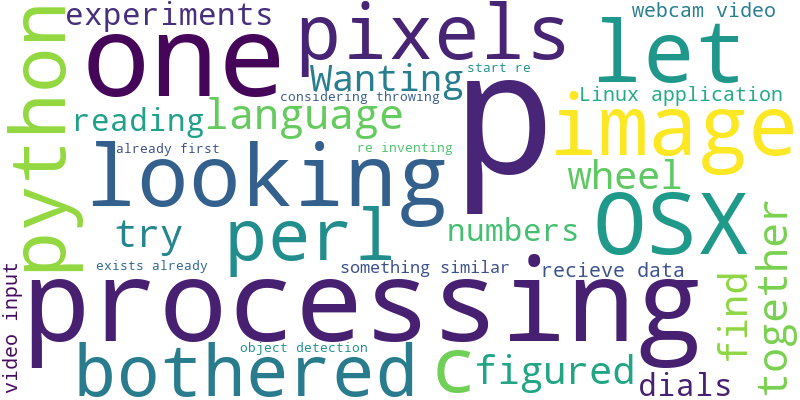 python
experiments
one
pixels
webcam video
let
Wanting
start re
considering throwing
p
Linux application
image
reading
language
already first
re inventing
looking
wheel
OSX
try
perl
numbers
together
exists already
something similar
recieve data
find
video input
processing
object detection
bothered
C
figured
dials